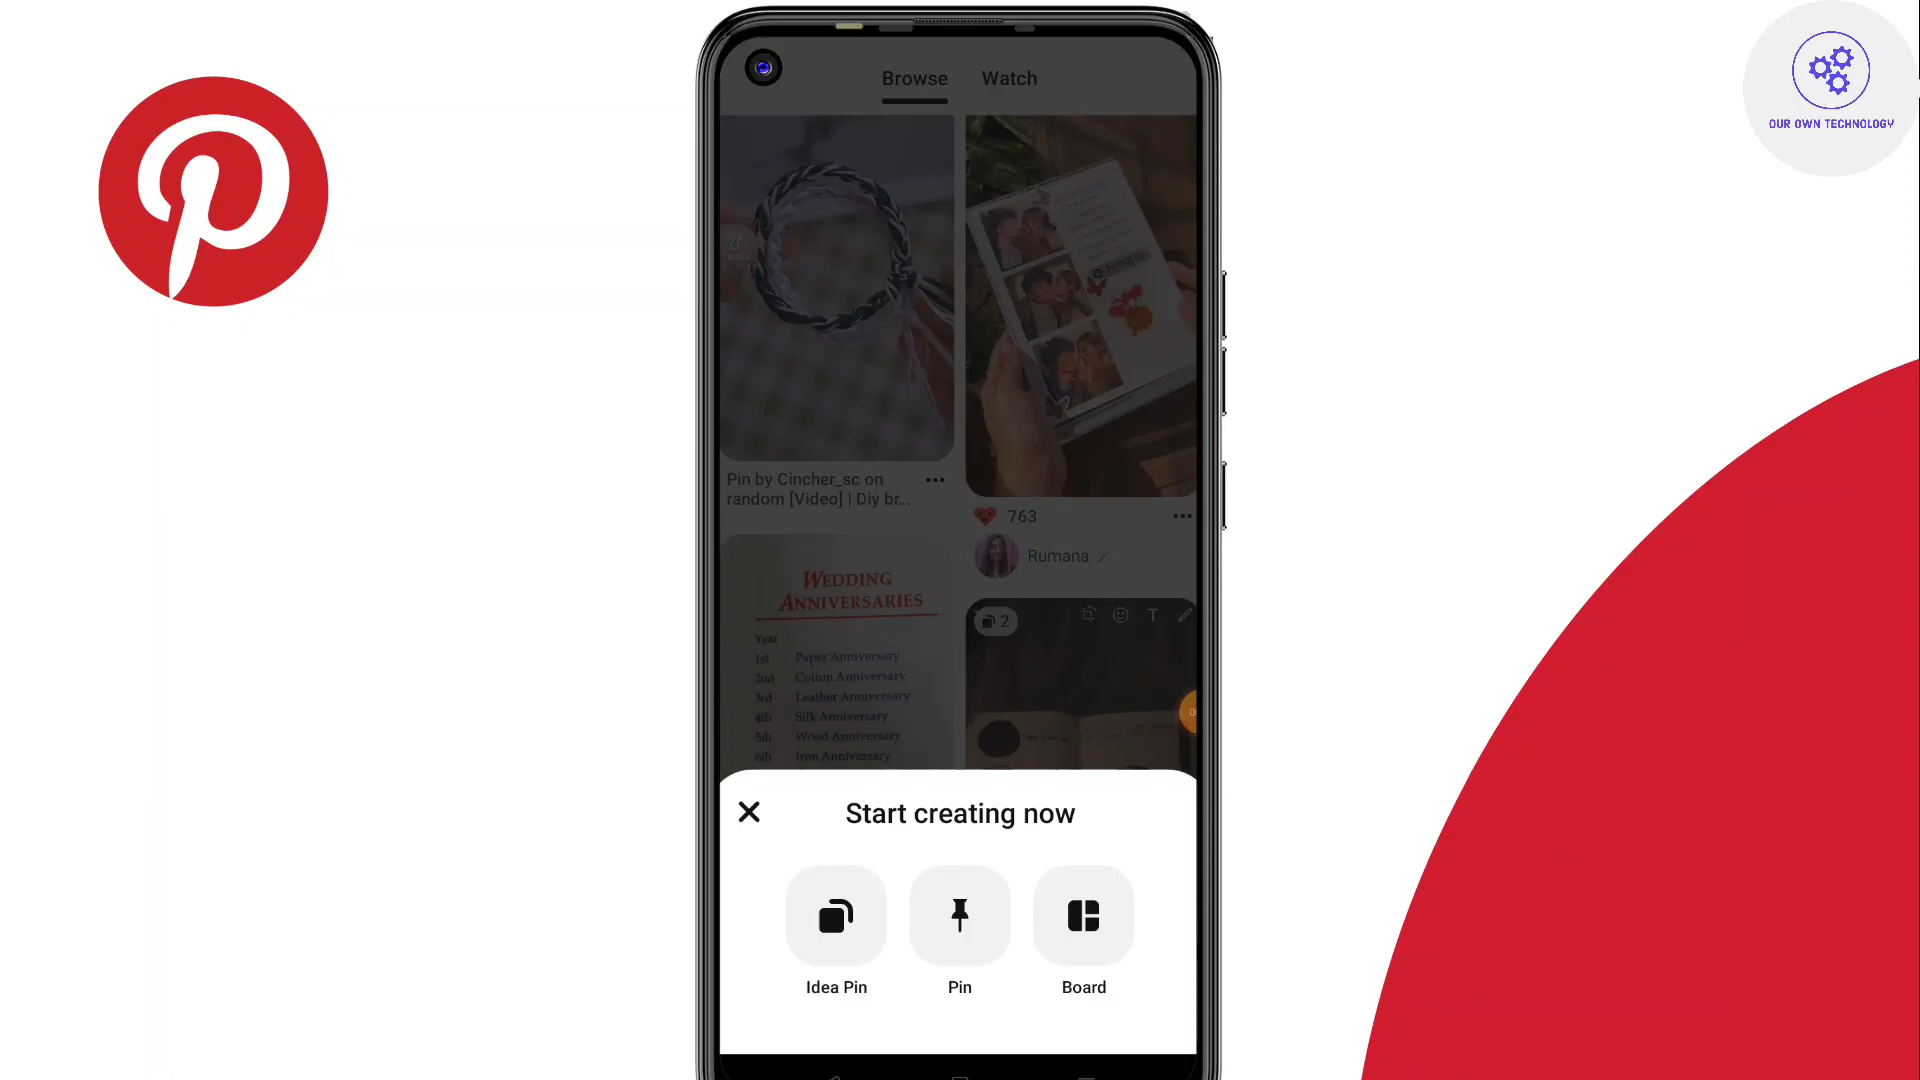 OUR OWN TECHNOLOGY
Browse
Watch
Pin by Cincher_sc on
random [Video] | Diy br...
763
Rumana
2
T
WEDDING
ANNIVERSARIES
Year
1st Paper Anniversary
2nd Cotton Anniversary
3rd Leather Anniversary
4th Silk Anniversary
5th Wood Anniversary
6th Iron Anniversary
Start creating now
Idea Pin
Pin
Board